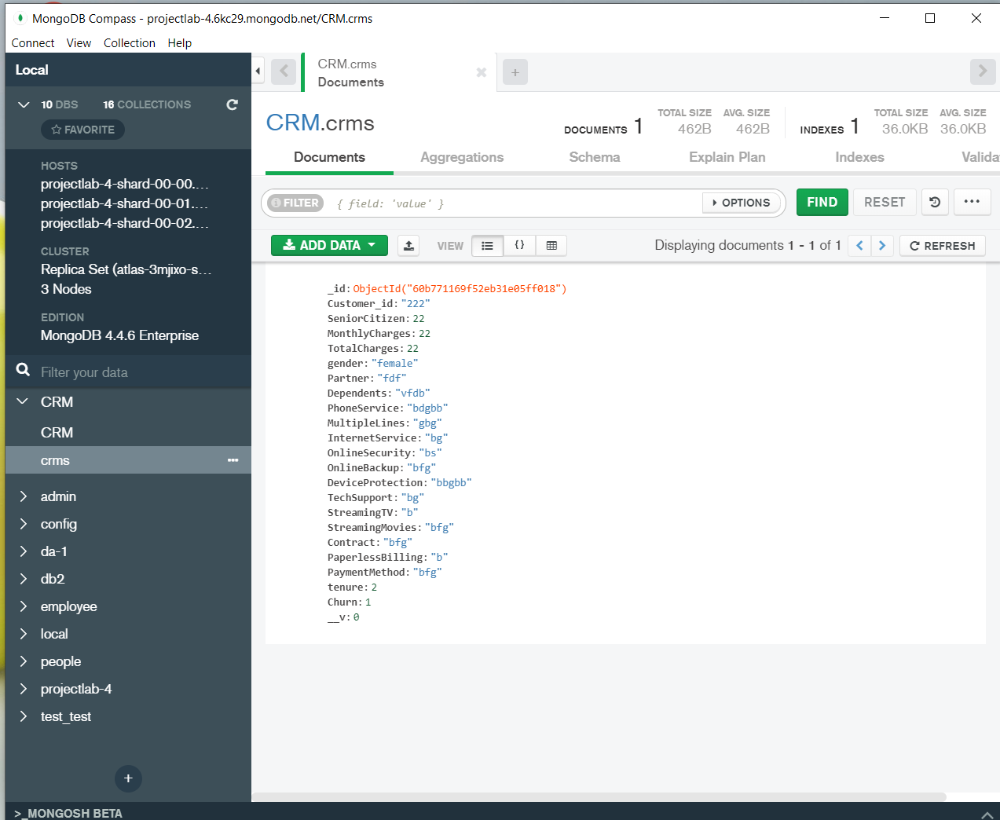 MongoDB Compass - projectlab-4.6kc29.mongodb.net/CRM.crms
Connect View Collection Help
Local
10 DBS 16 COLLECTIONS
FAVORITE
HOSTS
projectlab-4-shard-00-00....
projectlab-4-shard-00-01....
projectlab-4-shard-00-02....
CLUSTER
Replica Set (atlas-3mjixo-s...
3 Nodes
EDITION
MongoDB 4.4.6 Enterprise
Filter your data
CRM
CRM
crms
admin
config
da-1
db2
employee
local
people
projectlab-4
test_test
+
>_MONGOSH BETA
CRM.crms
Documents
+
CRM.crms
DOCUMENTS 1
TOTAL SIZE
462B
AVG. SIZE
462B
INDEXES 1
TOTAL SIZE
36.0KB
AVG. SIZE
36.0KB
Documents Aggregations Schema Explain Plan Indexes Valida
FILTER { field: 'value' } OPTIONS FIND RESET
ADD DATA VIEW {} Displaying documents 1 - 1 of 1 REFRESH
_id: ObjectId("60b771169f52eb31e05ff018")
Customer_id: "222"
SeniorCitizen: 22
MonthlyCharges: 22
TotalCharges: 22
gender: "female"
Partner: "fdf"
Dependents: "vfdb"
PhoneService: "bdgbb"
MultipleLines: "gbg"
InternetService: "bg"
OnlineSecurity: "bs"
OnlineBackup: "bfg"
DeviceProtection: "bbgbb"
TechSupport: "bg"
StreamingTV: "b"
StreamingMovies: "bfg"
Contract: "bfg"
PaperlessBilling: "b"
PaymentMethod: "bfg"
tenure: 2
Churn: 1
__v: 0